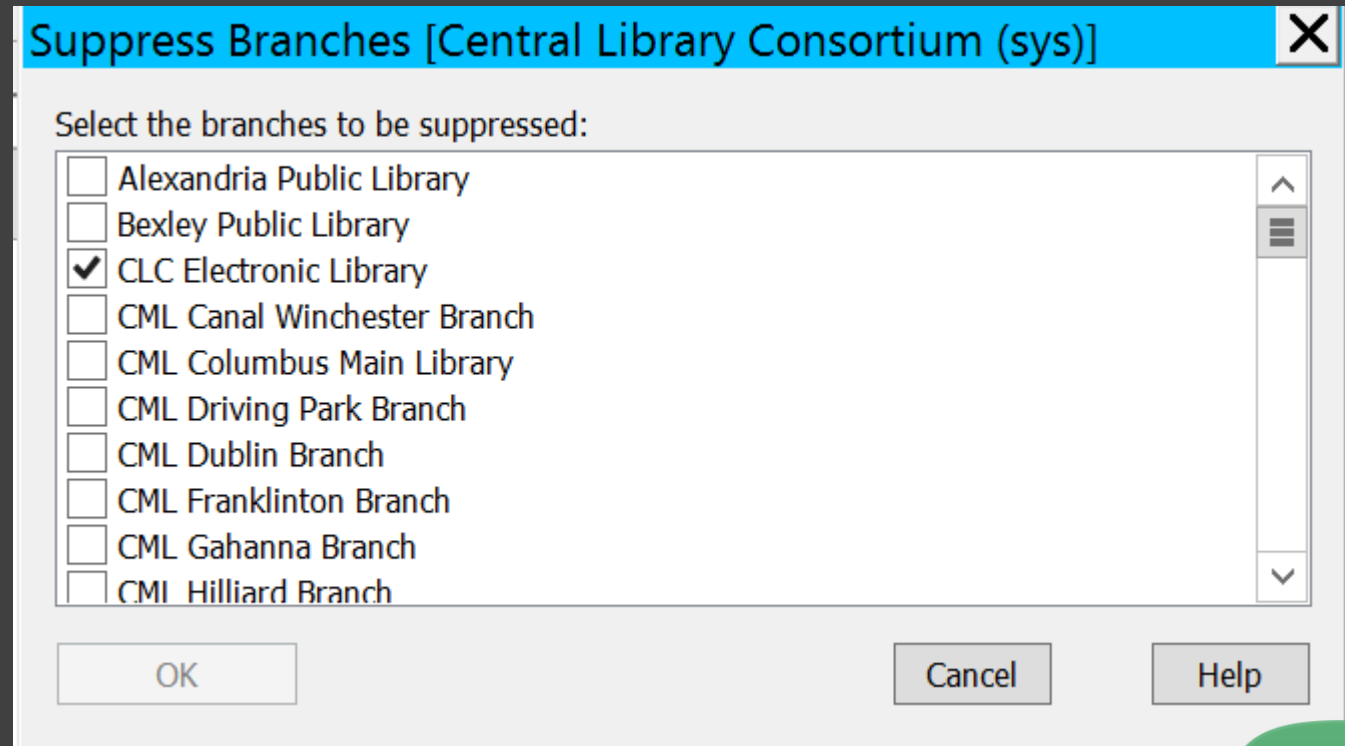 Suppress Branches [Central Library Consortium (sys)]
Select the branches to be suppressed:
Alexandria Public Library
Bexley Public Library
CLC Electronic Library
CML Canal Winchester Branch
CML Columbus Main Library
CML Driving Park Branch
CML Dublin Branch
CML Franklinton Branch
CML Gahanna Branch
CML Hilliard Branch
OK Cancel Help